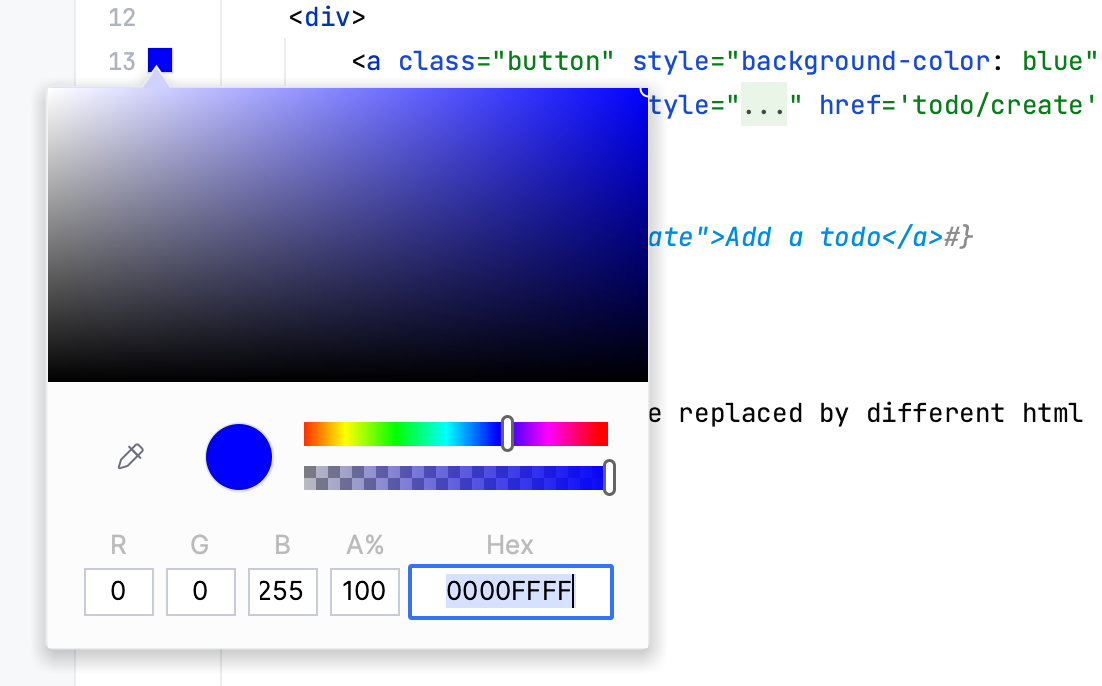 12 <div>
13 <a class="button" style="background-color: blue"
tyle="..." href='todo/create'
ate">Add a todo</a>#}
e replaced by different html
R G B A% Hex
0 0 255 100 0000FFFF